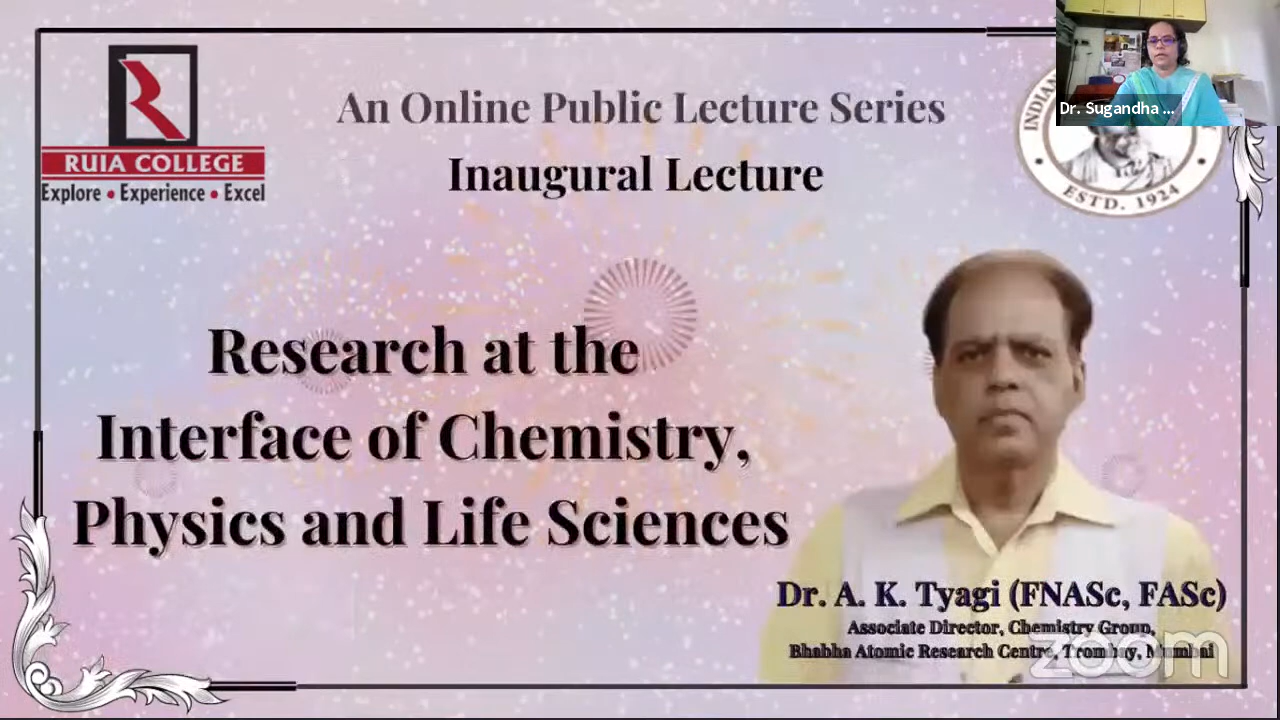 An Online Public Lecture Series
Inaugural Lecture
RUIA COLLEGE
Explore • Experience • Excel
INDIAN
ESTD. 1924
Dr. Sugandha ...
Research at the
Interface of Chemistry,
Physics and Life Sciences
Dr. A. K. Tyagi (FNASc, FASc)
Associate Director, Chemistry Group,
Bhabha Atomic Research Centre, Trombay, Mumbai
zoom